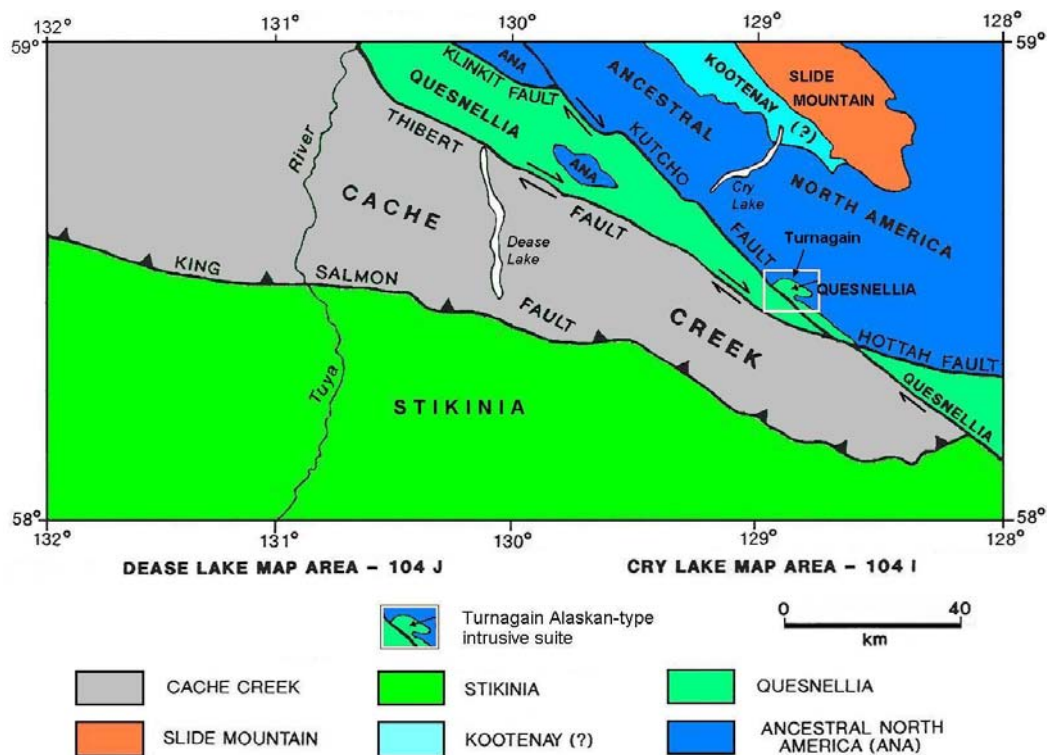 132° 131° 130° 129° 128°
59° 59°
ANA
KLINKIT FAULT
QUESNELLIA
ANCESTRAL
KOOTENAY (?)
SLIDE
MOUNTAIN
THIBERT
KUTCHO
River
ANA
NORTH AMERICA
Cry
Lake
CACHE
FAULT
Dease
Lake
FAULT
Turnagain
KING SALMON
QUESNELLIA
FAULT
CREEK
HOTTAH FAULT
Tuya
QUESNELLIA
STIKINIA
58° 58°
132° 131° 130° 129° 128°
DEASE LAKE MAP AREA – 104 J CRY LAKE MAP AREA – 104 I
Turnagain Alaskan-type
intrusive suite
0 40
km
CACHE CREEK STIKINIA QUESNELLIA
SLIDE MOUNTAIN KOOTENAY (?) ANCESTRAL NORTH
AMERICA (ANA)